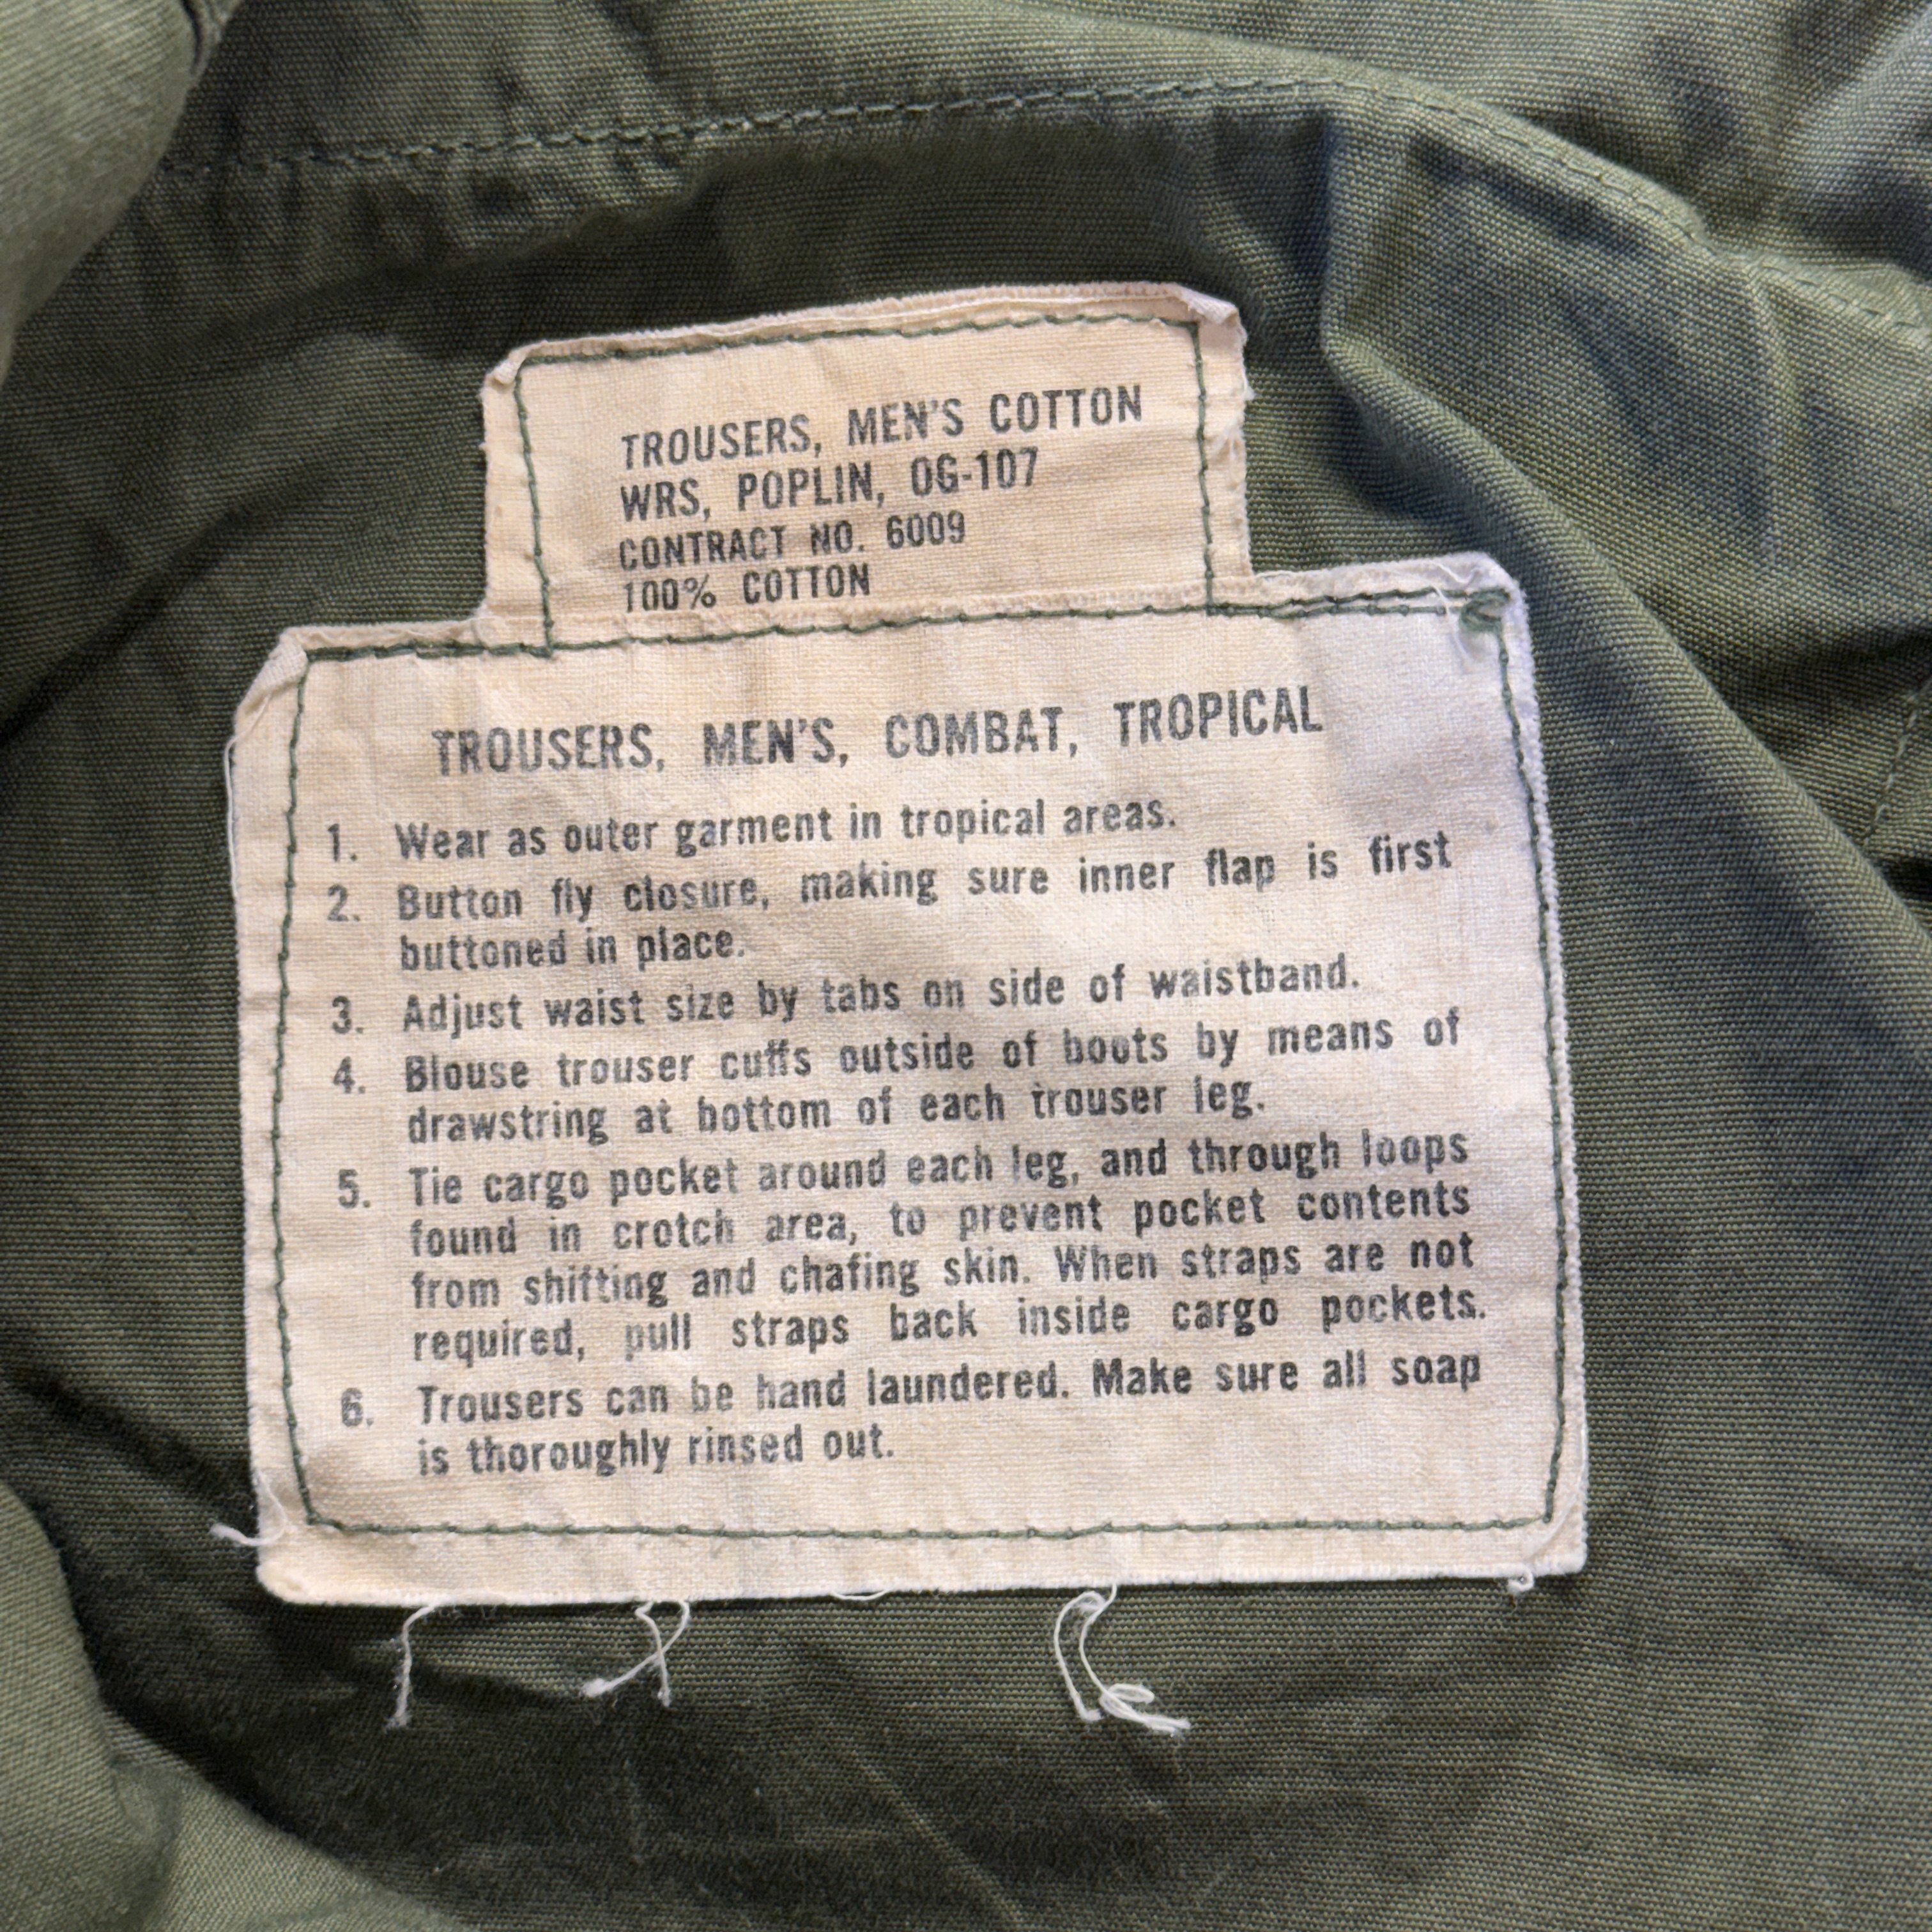 TROUSERS, MEN'S COTTON
WRS, POPLIN, OG-107
CONTRACT NO. 6009
100% COTTON
TROUSERS, MEN'S, COMBAT, TROPICAL
1. Wear as outer garment in tropical areas.
2. Button fly closure, making sure inner flap is first
buttoned in place.
3. Adjust waist size by tabs on side of waistband.
4. Blouse trouser cuffs outside of boots by means of
drawstring at bottom of each trouser leg.
5. Tie cargo pocket around each leg, and through loops
found in crotch area, to prevent pocket contents
from shifting and chafing skin. When straps are not
required, pull straps back inside cargo pockets.
6. Trousers can be hand laundered. Make sure all soap
is thoroughly rinsed out.